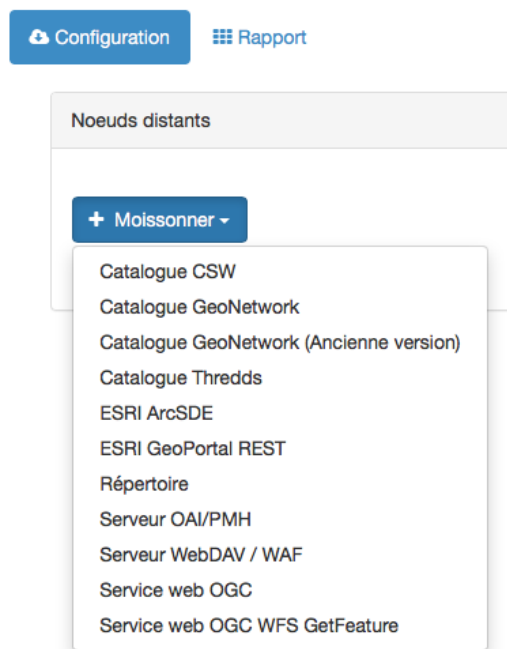 Configuration Rapport
Noeuds distants
+ Moissonner
Catalogue CSW
Catalogue GeoNetwork
Catalogue GeoNetwork (Ancienne version)
Catalogue Thredds
ESRI ArcSDE
ESRI GeoPortal REST
Répertoire
Serveur OAI/PMH
Serveur WebDAV / WAF
Service web OGC
Service web OGC WFS GetFeature